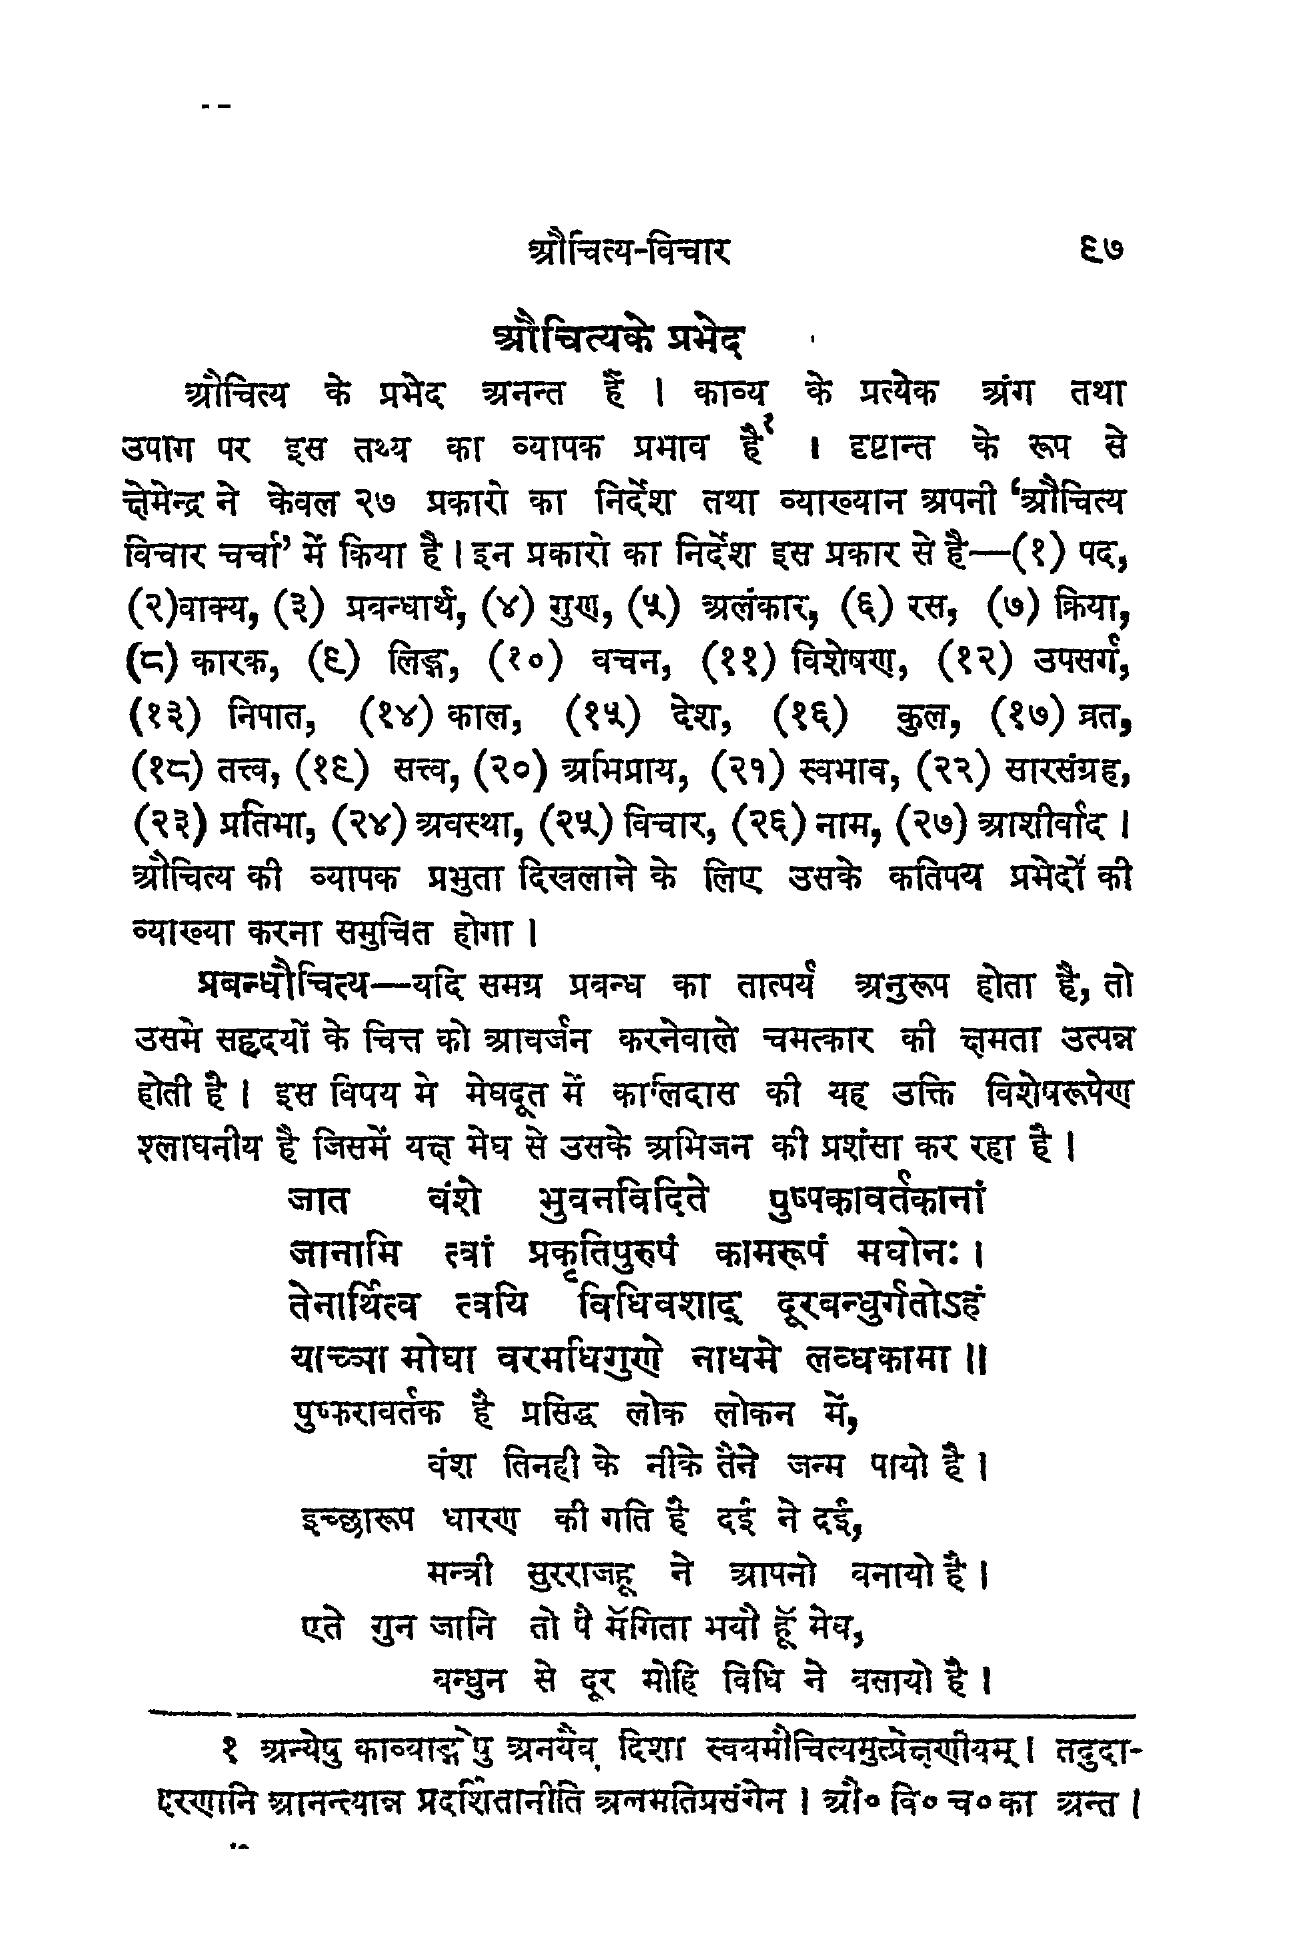 औचित्य-विचार ९७
औचित्यके प्रभेद
औचित्य के प्रभेद अनन्त हैं । काव्य के प्रत्येक अंग तथा
उपाग पर इस तथ्य का व्यापक प्रभाव है१ । दृष्टान्त के रूप से
क्षेमेन्द्र ने केवल २७ प्रकारो का निर्देश तथा व्याख्यान अपनी ‘औचित्य
विचार चर्चा’ में किया है । इन प्रकारो का निर्देश इस प्रकार से है—(१) पद,
(२)वाक्य, (३) प्रबन्धार्थ, (४) गुण, (५) अलंकार, (६) रस, (७) क्रिया,
(८) कारक, (९) लिङ्ग, (१०) वचन, (११) विशेषण, (१२) उपसर्ग,
(१३) निपात, (१४) काल, (१५) देश, (१६) कुल, (१७) व्रत,
(१८) तत्त्व, (१९) सत्त्व, (२०) अभिप्राय, (२१) स्वभाव, (२२) सारसंग्रह,
(२३) प्रतिभा, (२४) अवस्था, (२५) विचार, (२६) नाम, (२७) आशीर्वाद ।
औचित्य की व्यापक प्रभुता दिखलाने के लिए उसके कतिपय प्रभेदों की
व्याख्या करना समुचित होगा ।
प्रबन्धौचित्य—यदि समग्र प्रबन्ध का तात्पर्य अनुरूप होता है, तो
उसमे सहृदयों के चित्त को आवर्जन करनेवाले चमत्कार की क्षमता उत्पन्न
होती है । इस विषय मे मेघदूत में कालिदास की यह उक्ति विशेषरूपेण
श्लाघनीय है जिसमें यक्ष मेघ से उसके अभिजन की प्रशंसा कर रहा है ।
जात वंशे भुवनविदिते पुष्पकावर्तकानां
जानामि त्वां प्रकृतिपुरुषं कामरूपं मघोनः ।
तेनार्थित्व त्वयि विधिवशाद् दूरबन्धुर्गतोऽहं
याच्ञा मोघा वरमधिगुणे नाधमे लब्धकामा ॥
पुष्करावर्तक है प्रसिद्ध लोक लोकन में,
वंश तिनही के नीके तैने जन्म पायो है ।
इच्छारूप धारण की गति है दई ने दई,
मन्त्री सुरराजहू ने आपनो बनायो है ।
एते गुन जानि तो पै मँगिता भयौ हूँ मेघ,
बन्धुन से दूर मोहि विधि ने बसायो है ।
१ अन्येषु काव्याङ्गेषु अनयैव दिशा स्वयमौचित्यमुत्प्रेक्षणीयम् । तदुदा-
हरणानि आनन्त्यान्न प्रदर्शितानीति अलमतिप्रसंगेन । औ० वि० च० का अन्त ।